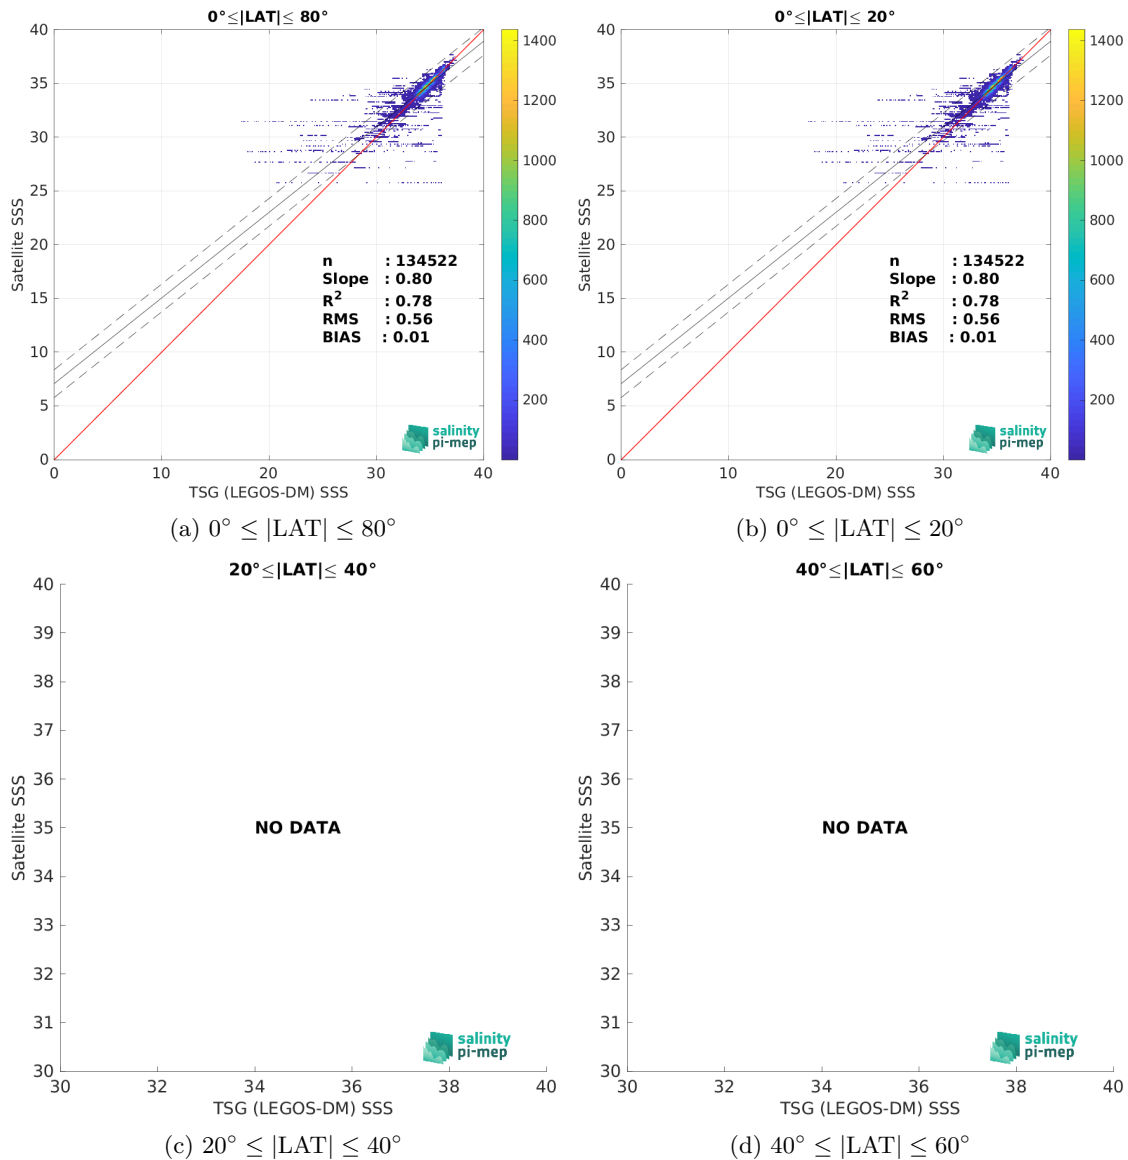 0°≤|LAT|≤ 80°
40
35
30
25
20
15
10
5
0
Satellite SSS
n : 134522
Slope : 0.80
R² : 0.78
RMS : 0.56
BIAS : 0.01
salinity
pi-mep
0 10 20 30 40
TSG (LEGOS-DM) SSS
1400
1200
1000
800
600
400
200
(a) 0° ≤ |LAT| ≤ 80°
0°≤|LAT|≤ 20°
40
35
30
25
20
15
10
5
0
Satellite SSS
n : 134522
Slope : 0.80
R² : 0.78
RMS : 0.56
BIAS : 0.01
salinity
pi-mep
0 10 20 30 40
TSG (LEGOS-DM) SSS
1400
1200
1000
800
600
400
200
(b) 0° ≤ |LAT| ≤ 20°
20°≤|LAT|≤ 40°
40
39
38
37
36
35
34
33
32
31
30
Satellite SSS
NO DATA
salinity
pi-mep
30 32 34 36 38 40
TSG (LEGOS-DM) SSS
(c) 20° ≤ |LAT| ≤ 40°
40°≤|LAT|≤ 60°
40
39
38
37
36
35
34
33
32
31
30
Satellite SSS
NO DATA
salinity
pi-mep
30 32 34 36 38 40
TSG (LEGOS-DM) SSS
(d) 40° ≤ |LAT| ≤ 60°